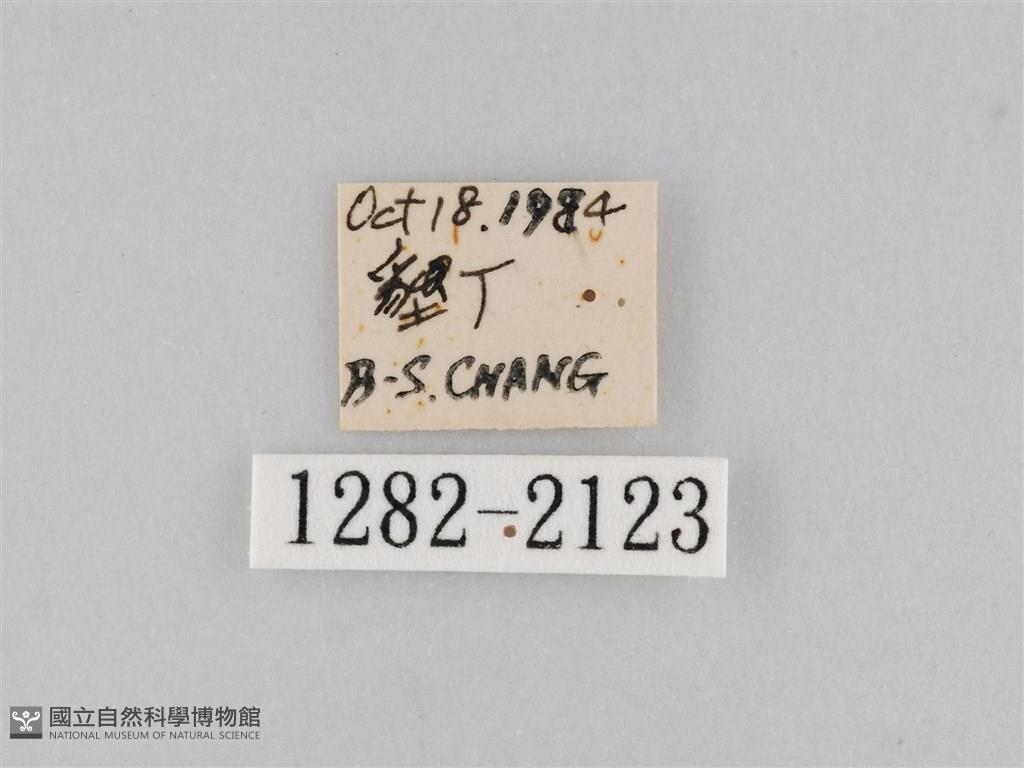 Oct 18. 1984
墾丁
B-S. CHANG
1282-2123
國立自然科學博物館
NATIONAL MUSEUM OF NATURAL SCIENCE